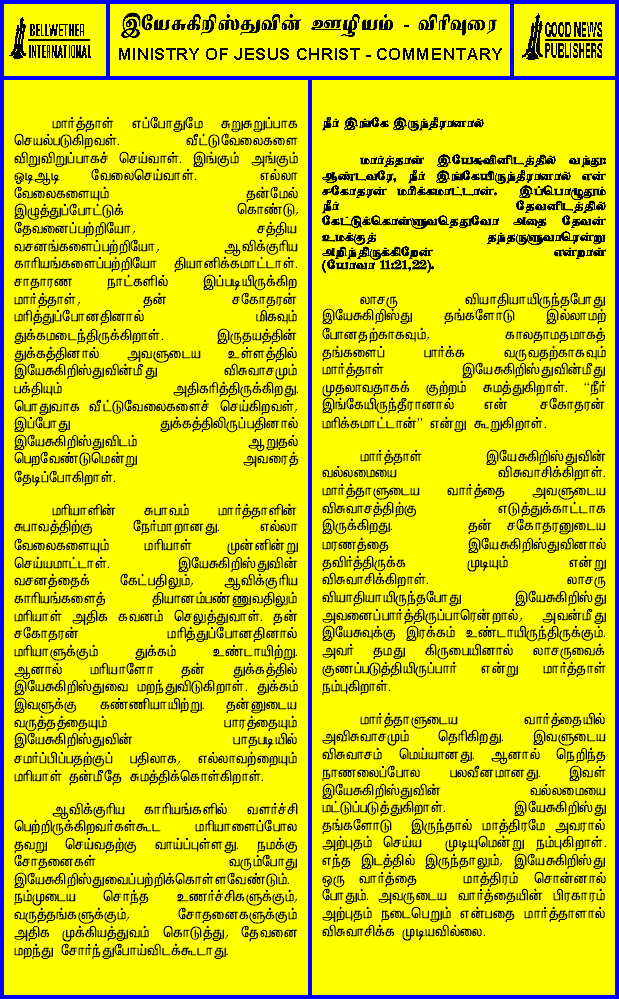 BELLWETHER
INTERNATIONAL
இயேசுகிறிஸ்துவின் ஊழியம் - விரிவுரை
MINISTRY OF JESUS CHRIST - COMMENTARY
GOOD NEWS
PUBLISHERS
மார்த்தாள் எப்போதுமே சுறுசுறுப்பாக
செயல்படுகிறவள். வீட்டுவேலைகளை
விறுவிறுப்பாகச் செய்வாள். இங்கும் அங்கும்
ஒடிஆடி வேலைசெய்வாள். எல்லா
வேலைகளையும் தன்மேல்
இழுத்துப்போட்டுக் கொண்டு,
தேவனைப்பற்றியோ, சத்திய
வசனங்களைப்பற்றியோ, ஆவிக்குரிய
காரியங்களைப்பற்றியோ தியானிக்கமாட்டாள்.
சாதாரண நாட்களில் இப்படியிருக்கிற
மார்த்தாள், தன் சகோதரன்
மரித்துப்போனதினால் மிகவும்
துக்கமடைந்திருக்கிறாள். இருதயத்தின்
துக்கத்தினால் அவளுடைய உள்ளத்தில்
இயேசுகிறிஸ்துவின்மீது விசுவாசமும்
பக்தியும் அதிகரித்திருக்கிறது.
பொதுவாக வீட்டுவேலைகளைச் செய்கிறவள்,
இப்போது துக்கத்திலிருப்பதினால்
இயேசுகிறிஸ்துவிடம் ஆறுதல்
பெறவேண்டுமென்று அவரைத்
தேடிப்போகிறாள்.
மரியாளின் சுபாவம் மார்த்தாளின்
சுபாவத்திற்கு நேர்மாறானது. எல்லா
வேலைகளையும் மரியாள் முன்னின்று
செய்யமாட்டாள். இயேசுகிறிஸ்துவின்
வசனத்தைக் கேட்பதிலும், ஆவிக்குரிய
காரியங்களைத் தியானம்பண்ணுவதிலும்
மரியாள் அதிக கவனம் செலுத்துவாள். தன்
சகோதரன் மரித்துப்போனதினால்
மரியாளுக்கும் துக்கம் உண்டாயிற்று.
ஆனால் மரியாளோ தன் துக்கத்தில்
இயேசுகிறிஸ்துவை மறந்துவிடுகிறாள். துக்கம்
இவளுக்கு கண்ணியாயிற்று. தன்னுடைய
வருத்தத்தையும் பாரத்தையும்
இயேசுகிறிஸ்துவின் பாதபடியில்
சமர்ப்பிப்பதற்குப் பதிலாக, எல்லாவற்றையும்
மரியாள் தன்மீதே சுமத்திக்கொள்கிறாள்.
ஆவிக்குரிய காரியங்களில் வளர்ச்சி
பெற்றிருக்கிறவர்கள்கூட மரியாளைப்போல
தவறு செய்வதற்கு வாய்ப்புள்ளது. நமக்கு
சோதனைகள் வரும்போது
இயேசுகிறிஸ்துவைப்பற்றிக்கொள்ளவேண்டும்.
நம்முடைய சொந்த உணர்ச்சிகளுக்கும்,
வருத்தங்களுக்கும், சோதனைகளுக்கும்
அதிக முக்கியத்துவம் கொடுத்து, தேவனை
மறந்து சோர்ந்துபோய்விடக்கூடாது.
நீர் இங்கே இருந்தீரானால்
மார்த்தாள் இயேசுவினிடத்தில் வந்து:
ஆண்டவரே, நீர் இங்கேயிருந்தீரானால் என்
சகோதரன் மரிக்கமாட்டான். இப்பொழுதும்
நீர் தேவனிடத்தில்
கேட்டுக்கொள்ளுவதெதுவோ அதை தேவன்
உமக்குத் தந்தருளுவாரென்று
அறிந்திருக்கிறேன் என்றாள்
(யோவா 11:21,22).
லாசரு வியாதியாயிருந்தபோது
இயேசுகிறிஸ்து தங்களோடு இல்லாமற்
போனதற்காகவும், காலதாமதமாகத்
தங்களைப் பார்க்க வருவதற்காகவும்
மார்த்தாள் இயேசுகிறிஸ்துவின்மீது
முதலாவதாகக் குற்றம் சுமத்துகிறாள். “நீர்
இங்கேயிருந்தீரானால் என் சகோதரன்
மரிக்கமாட்டான்” என்று கூறுகிறாள்.
மார்த்தாள் இயேசுகிறிஸ்துவின்
வல்லமையை விசுவாசிக்கிறாள்.
மார்த்தாளுடைய வார்த்தை அவளுடைய
விசுவாசத்திற்கு எடுத்துக்காட்டாக
இருக்கிறது. தன் சகோதரனுடைய
மரணத்தை இயேசுகிறிஸ்துவினால்
தவிர்த்திருக்க முடியும் என்று
விசுவாசிக்கிறாள். லாசரு
வியாதியாயிருந்தபோது இயேசுகிறிஸ்து
அவனைப்பார்த்திருப்பாரென்றால், அவன்மீது
இயேசுவுக்கு இரக்கம் உண்டாயிருந்திருக்கும்.
அவர் தமது கிருபையினால் லாசருவைக்
குணப்படுத்தியிருப்பார் என்று மார்த்தாள்
நம்புகிறாள்.
மார்த்தாளுடைய வார்த்தையில்
அவிசுவாசமும் தெரிகிறது. இவளுடைய
விசுவாசம் மெய்யானது. ஆனால் நெறிந்த
நாணலைப்போல பலவீனமானது. இவள்
இயேசுகிறிஸ்துவின் வல்லமையை
மட்டுப்படுத்துகிறாள். இயேசுகிறிஸ்து
தங்களோடு இருந்தால் மாத்திரமே அவரால்
அற்புதம் செய்ய முடியுமென்று நம்புகிறாள்.
எந்த இடத்தில் இருந்தாலும், இயேசுகிறிஸ்து
ஒரு வார்த்தை மாத்திரம் சொன்னால்
போதும். அவருடைய வார்த்தையின் பிரகாரம்
அற்புதம் நடைபெறும் என்பதை மார்த்தாளால்
விசுவாசிக்க முடியவில்லை.